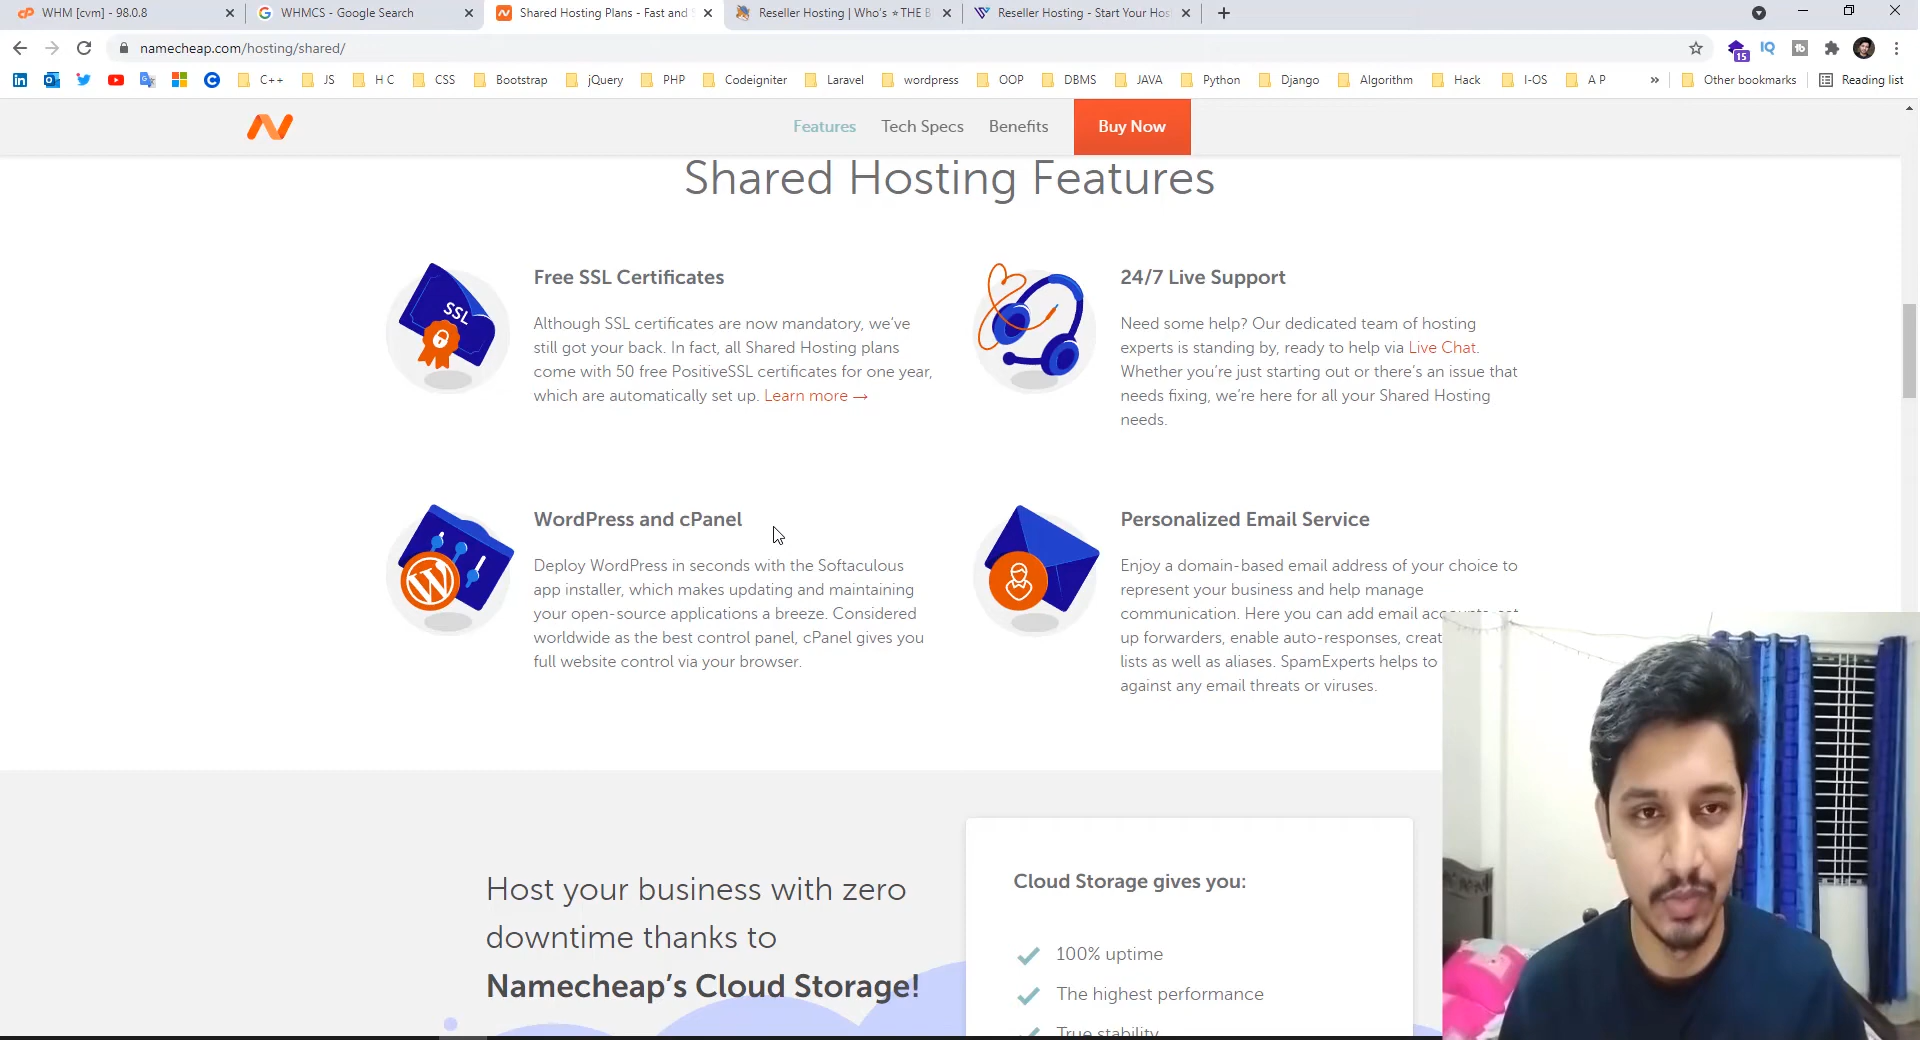 WHM [cvm] - 98.0.8
WHMCS - Google Search
Shared Hosting Plans - Fast and
Reseller Hosting | Who's ⭐THE B
Reseller Hosting - Start Your Hos
namecheap.com/hosting/shared/
15
C++
JS
H C
CSS
Bootstrap
jQuery
PHP
Codeigniter
Laravel
wordpress
OOP
DBMS
JAVA
Python
Django
Algorithm
Hack
I-OS
A P
»
Other bookmarks
Reading list
Features
Tech Specs
Benefits
Buy Now
Shared Hosting Features
SSL
Free SSL Certificates
Although SSL certificates are now mandatory, we've
still got your back. In fact, all Shared Hosting plans
come with 50 free PositiveSSL certificates for one year,
which are automatically set up. Learn more →
24/7 Live Support
Need some help? Our dedicated team of hosting
experts is standing by, ready to help via Live Chat.
Whether you're just starting out or there's an issue that
needs fixing, we're here for all your Shared Hosting
needs.
WordPress and cPanel
Deploy WordPress in seconds with the Softaculous
app installer, which makes updating and maintaining
your open-source applications a breeze. Considered
worldwide as the best control panel, cPanel gives you
full website control via your browser.
Personalized Email Service
Enjoy a domain-based email address of your choice to
represent your business and help manage
communication. Here you can add email accounts, set
up forwarders, enable auto-responses, creat
lists as well as aliases. SpamExperts helps to
against any email threats or viruses.
Host your business with zero
downtime thanks to
Namecheap's Cloud Storage!
Cloud Storage gives you:
100% uptime
The highest performance
True stability